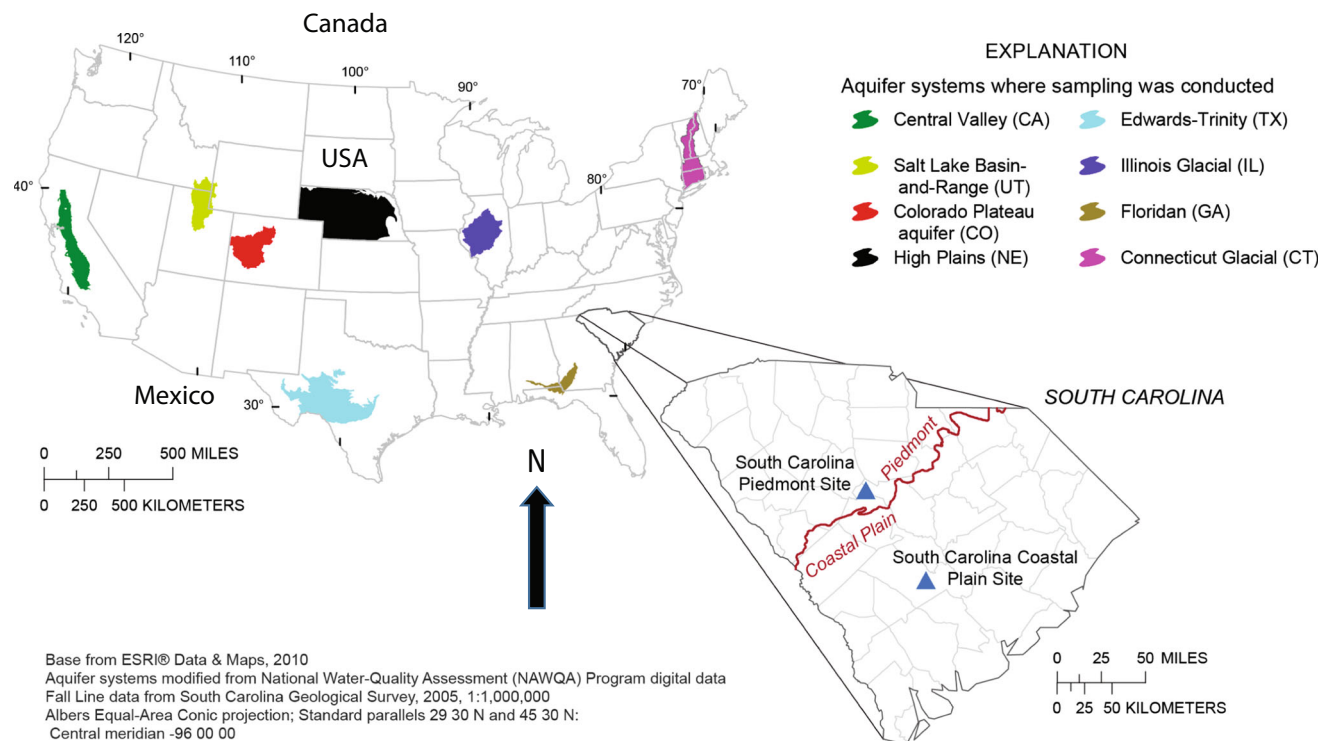 Canada
120°
110°
100°
90°
70°
80°
40°
30°
USA
Mexico
EXPLANATION
Aquifer systems where sampling was conducted
Central Valley (CA)
Salt Lake Basin-
and-Range (UT)
Colorado Plateau
aquifer (CO)
High Plains (NE)
Edwards-Trinity (TX)
Illinois Glacial (IL)
Floridan (GA)
Connecticut Glacial (CT)
0 250 500 MILES
0 250 500 KILOMETERS
N
SOUTH CAROLINA
Piedmont
South Carolina
Piedmont Site
Coastal Plain
South Carolina Coastal
Plain Site
0 25 50 MILES
0 25 50 KILOMETERS
Base from ESRI® Data & Maps, 2010
Aquifer systems modified from National Water-Quality Assessment (NAWQA) Program digital data
Fall Line data from South Carolina Geological Survey, 2005, 1:1,000,000
Albers Equal-Area Conic projection; Standard parallels 29 30 N and 45 30 N:
Central meridian -96 00 00